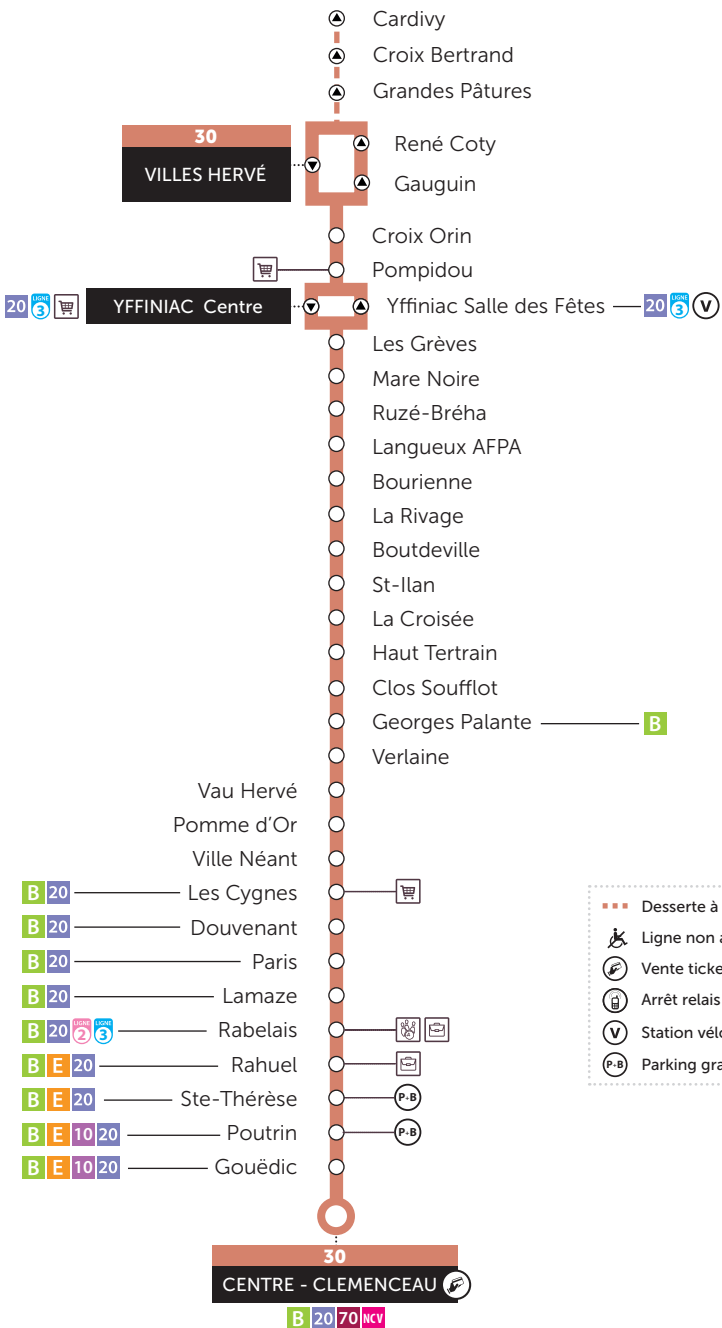 Cardivy
Croix Bertrand
Grandes Pâtures
30
VILLES HERVÉ
René Coty
Gauguin
Croix Orin
Pompidou
20 LIGNE 3 YFFINIAC Centre
Yffiniac Salle des Fêtes 20 LIGNE 3 V
Les Grèves
Mare Noire
Ruzé-Bréha
Langueux AFPA
Bourienne
La Rivage
Boutdeville
St-Ilan
La Croisée
Haut Tertrain
Clos Soufflot
Georges Palante B
Verlaine
Vau Hervé
Pomme d'Or
Ville Néant
B 20 Les Cygnes
B 20 Douvenant
B 20 Paris
B 20 Lamaze
B 20 LIGNE 2 LIGNE 3 Rabelais
B E 20 Rahuel
B E 20 Ste-Thérèse P+B
B E 10 20 Poutrin P+B
B E 10 20 Gouëdic
30
CENTRE - CLEMENCEAU
B 20 70 NCV
Desserte à
Ligne non a
Vente ticke
Arrêt relais
V Station vélo
P+B Parking gra